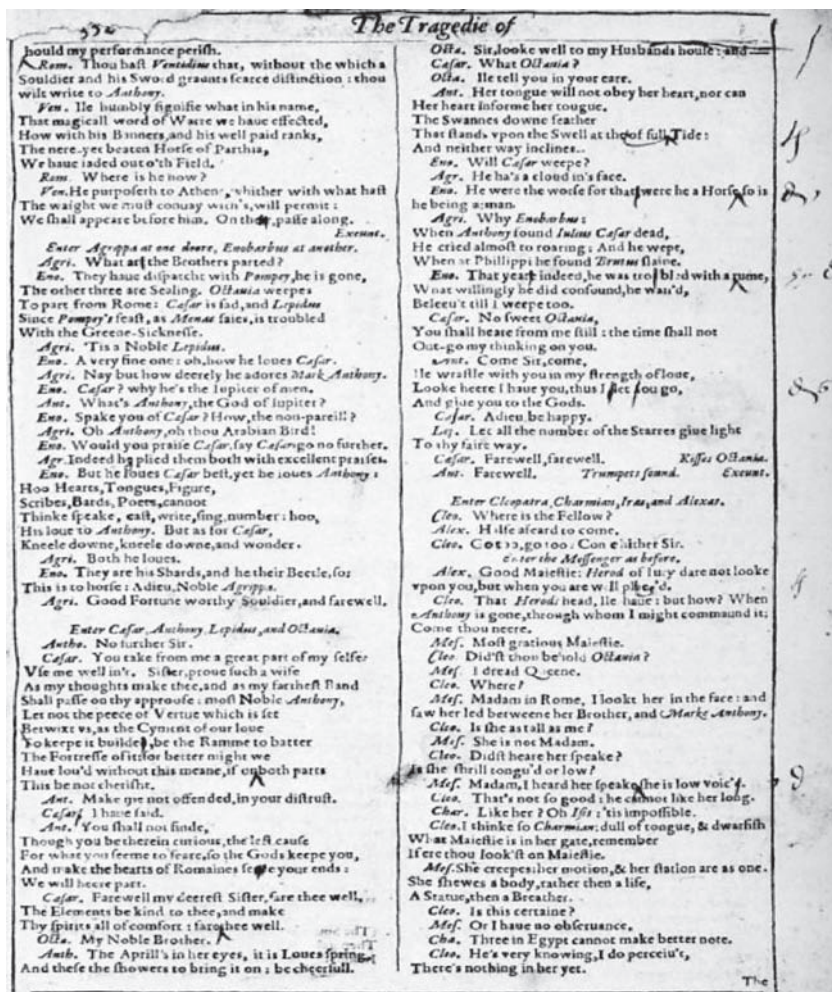 The Tragedie of
should my performance perish.
Rom. Thou hast Ventidius that, without the which a
Souldier and his Sword graunts scarce distinction: thou
wilt write to Anthony.
Ven. Ile humbly signifie what in his name,
That magicall word of Warre we haue effected,
How with his Banners, and his well paid ranks,
The nere-yet beaten Horse of Parthia,
We haue iaded out o'th Field.
Rom. Where is he now?
Ven. He purposeth to Athens, whither with what hast
The waight we must conuay with's, will permit:
We shall appeare before him. On there, passe along.
Exeunt.
Enter Agrippa at one doore, Enobarbus at another.
Agri. What are the Brothers parted?
Eno. They haue dispatcht with Pompey, he is gone,
The other three are Sealing. Octauia weepes
To part from Rome: Cæsar is sad, and Lepidus
Since Pompey's feast, as Menas saies, is troubled
With the Greene-Sicknesse.
Agri. 'Tis a Noble Lepidus.
Eno. A very fine one: oh, how he loues Cæsar.
Agri. Nay but how deerely he adores Mark Anthony.
Eno. Cæsar? why he's the Iupiter of men.
Ant. What's Anthony, the God of Iupiter?
Eno. Spake you of Cæsar? How, the non-pareill?
Agri. Oh Anthony, oh thou Arabian Bird!
Eno. Would you praise Cæsar, say Cæsar go no further.
Agr. Indeed he plied them both with excellent praises.
Eno. But he loues Cæsar best, yet he loues Anthony:
Hoo Hearts, Tongues, Figure,
Scribes, Bards, Poets, cannot
Thinke speake, cast, write, sing, number: hoo,
His loue to Anthony. But as for Cæsar,
Kneele downe, kneele downe, and wonder.
Agri. Both he loues.
Eno. They are his Shards, and he their Beetle, so:
This is to horse: Adieu, Noble Agrippa.
Agri. Good Fortune worthy Souldier, and farewell.
Enter Cæsar, Anthony, Lepidus, and Octauia.
Antho. No further Sir.
Cæsar. You take from me a great part of my selfe:
Vse me well in't. Sister, proue such a wife
As my thoughts make thee, and as my farthest Band
Shall passe on thy approofe: most Noble Anthony,
Let not the peece of Vertue which is set
Betwixt vs, as the Cyment of our loue
To keepe it builded, be the Ramme to batter
The Fortresse of it: for better might we
Haue lou'd without this meane, if on both parts
This be not cherisht.
Ant. Make me not offended, in your distrust.
Cæsar. I haue said.
Ant. You shall not finde,
Though you be therein curious, the lest cause
For what you seeme to feare, so the Gods keepe you,
And make the hearts of Romaines serue your ends:
We will heere part.
Cæsar. Farewell my deerest Sister, fare thee well,
The Elements be kind to thee, and make
Thy spirits all of comfort: fare thee well.
Octa. My Noble Brother.
Anth. The Aprill's in her eyes, it is Loues spring,
And these the showers to bring it on: be cheerfull.
Octa. Sir, looke well to my Husbands house: and
Cæsar. What Octauia?
Octa. Ile tell you in your eare.
Ant. Her tongue will not obey her heart, nor can
Her heart informe her tougue.
The Swannes downe feather
That stands vpon the Swell at the of full Tide:
And neither way inclines..
Eno. Will Cæsar weepe?
Agr. He ha's a cloud in's face.
Eno. He were the worse for that were he a Horse so is
he being a man.
Agri. Why Enobarbus:
When Anthony found Iulius Cæsar dead,
He cried almost to roaring: And he wept,
When at Phillippi he found Brutus slaine.
Eno. That year indeed, he was trobled with a rume,
What willingly he did confound, he wail'd,
Beleeu't till I weepe too.
Cæsar. No sweet Octauia,
You shall heare from me still: the time shall not
Out-go my thinking on you.
Ant. Come Sir, come,
Ile wrastle with you in my strength of loue,
Looke heere I haue you, thus I let you go,
And giue you to the Gods.
Cæsar. Adieu, be happy.
Lep. Let all the number of the Starres giue light
To thy faire way.
Cæsar. Farewell, farewell. Kisses Octauia.
Ant. Farewell. Trumpets sound. Exeunt.
Enter Cleopatra, Charmian, Iras, and Alexas.
Cleo. Where is the Fellow?
Alex. Halfe afeard to come.
Cleo. Go too, go too: Come hither Sir.
Enter the Messenger as before.
Alex. Good Maiestie: Herod of Iury dare not looke
vpon you, but when you are well pleas'd.
Cleo. That Herods head, Ile haue: but how? When
Anthony is gone, through whom I might commaund it:
Come thou neere.
Mes. Most gratious Maiestie.
Cleo. Did'st thou behold Octauia?
Mes. I dread Queene.
Cleo. Where?
Mes. Madam in Rome, I lookt her in the face: and
saw her led betweene her Brother, and Marke Anthony.
Cleo. Is she as tall as me?
Mes. She is not Madam.
Cleo. Didst heare her speake?
Is she shrill tongu'd or low?
Mes. Madam, I heard her speake, she is low voic'd.
Cleo. That's not so good: he cannot like her long.
Char. Like her? Oh Isis: 'tis impossible.
Cleo. I thinke so Charmian: dull of tongue, & dwarfish
What Maiestie is in her gate, remember
If ere thou look'st on Maiestie.
Mes. She creepes: her motion, & her station are as one.
She shewes a body, rather then a life,
A Statue, then a Breather.
Cleo. Is this certaine?
Mes. Or I haue no obseruance.
Cha. Three in Egypt cannot make better note.
Cleo. He's very knowing, I do perceiu't,
There's nothing in her yet.
The